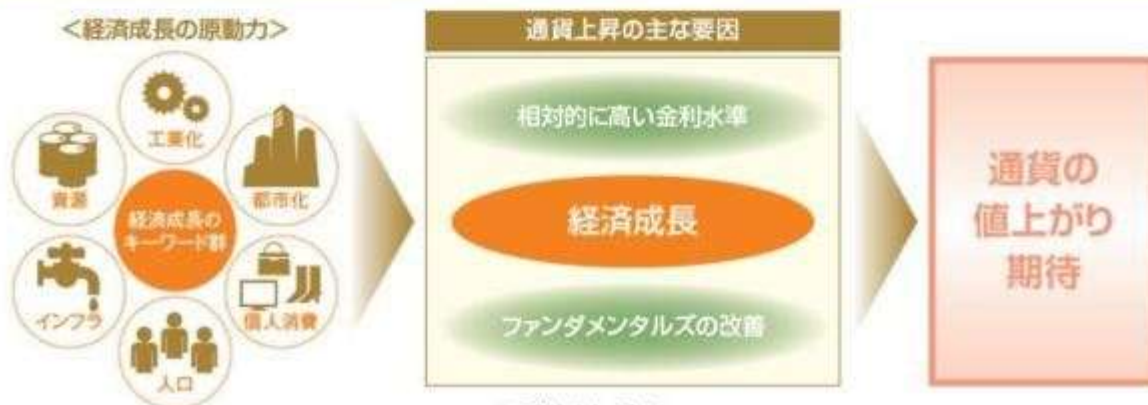 <経済成長の原動力>
工業化
都市化
個人消費
人口
インフラ
資源
経済成長の
キーワード群
通貨上昇の主な要因
相対的に高い金利水準
経済成長
ファンダメンタルズの改善
通貨の
値上がり
期待